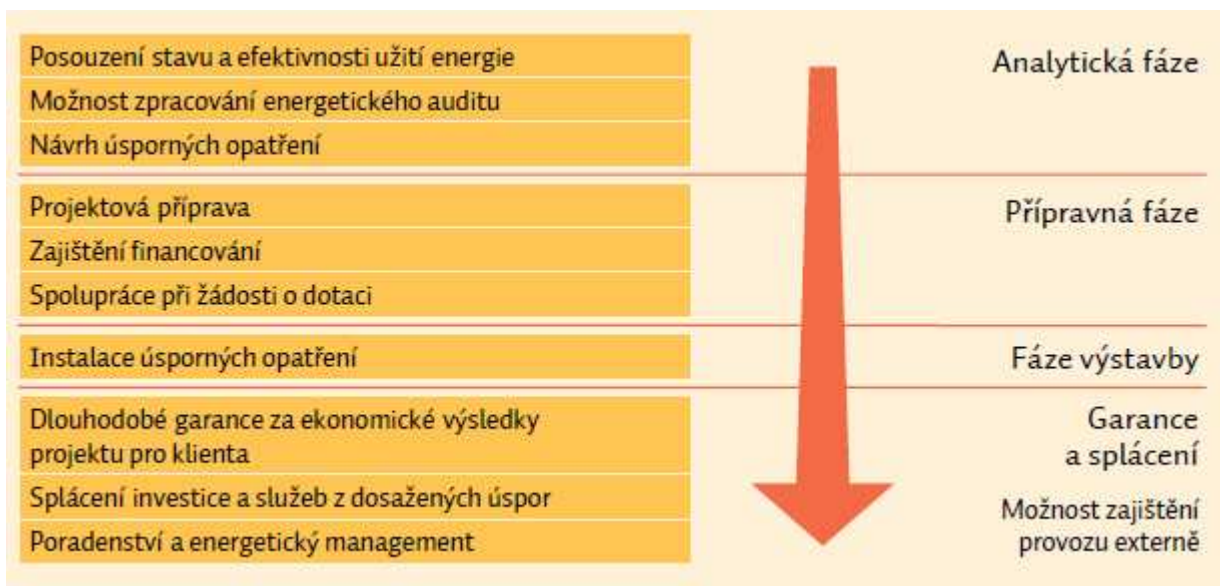 Posouzení stavu a efektivnosti užití energie
Možnost zpracování energetického auditu
Návrh úsporných opatření
Analytická fáze
Projektová příprava
Zajištění financování
Spolupráce při žádosti o dotaci
Přípravná fáze
Instalace úsporných opatření
Fáze výstavby
Dlouhodobé garance za ekonomické výsledky
projektu pro klienta
Splácení investice a služeb z dosažených úspor
Poradenství a energetický management
Garance
a splácení
Možnost zajištění
provozu externě